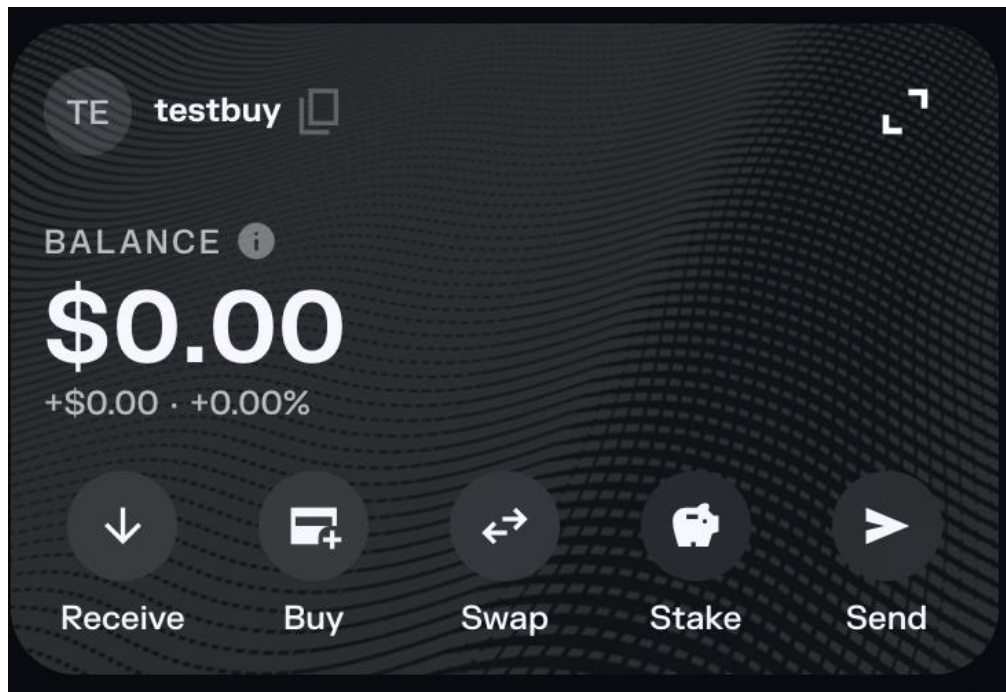 TE testbuy
BALANCE
$0.00
+$0.00 · +0.00%
Receive Buy Swap Stake Send